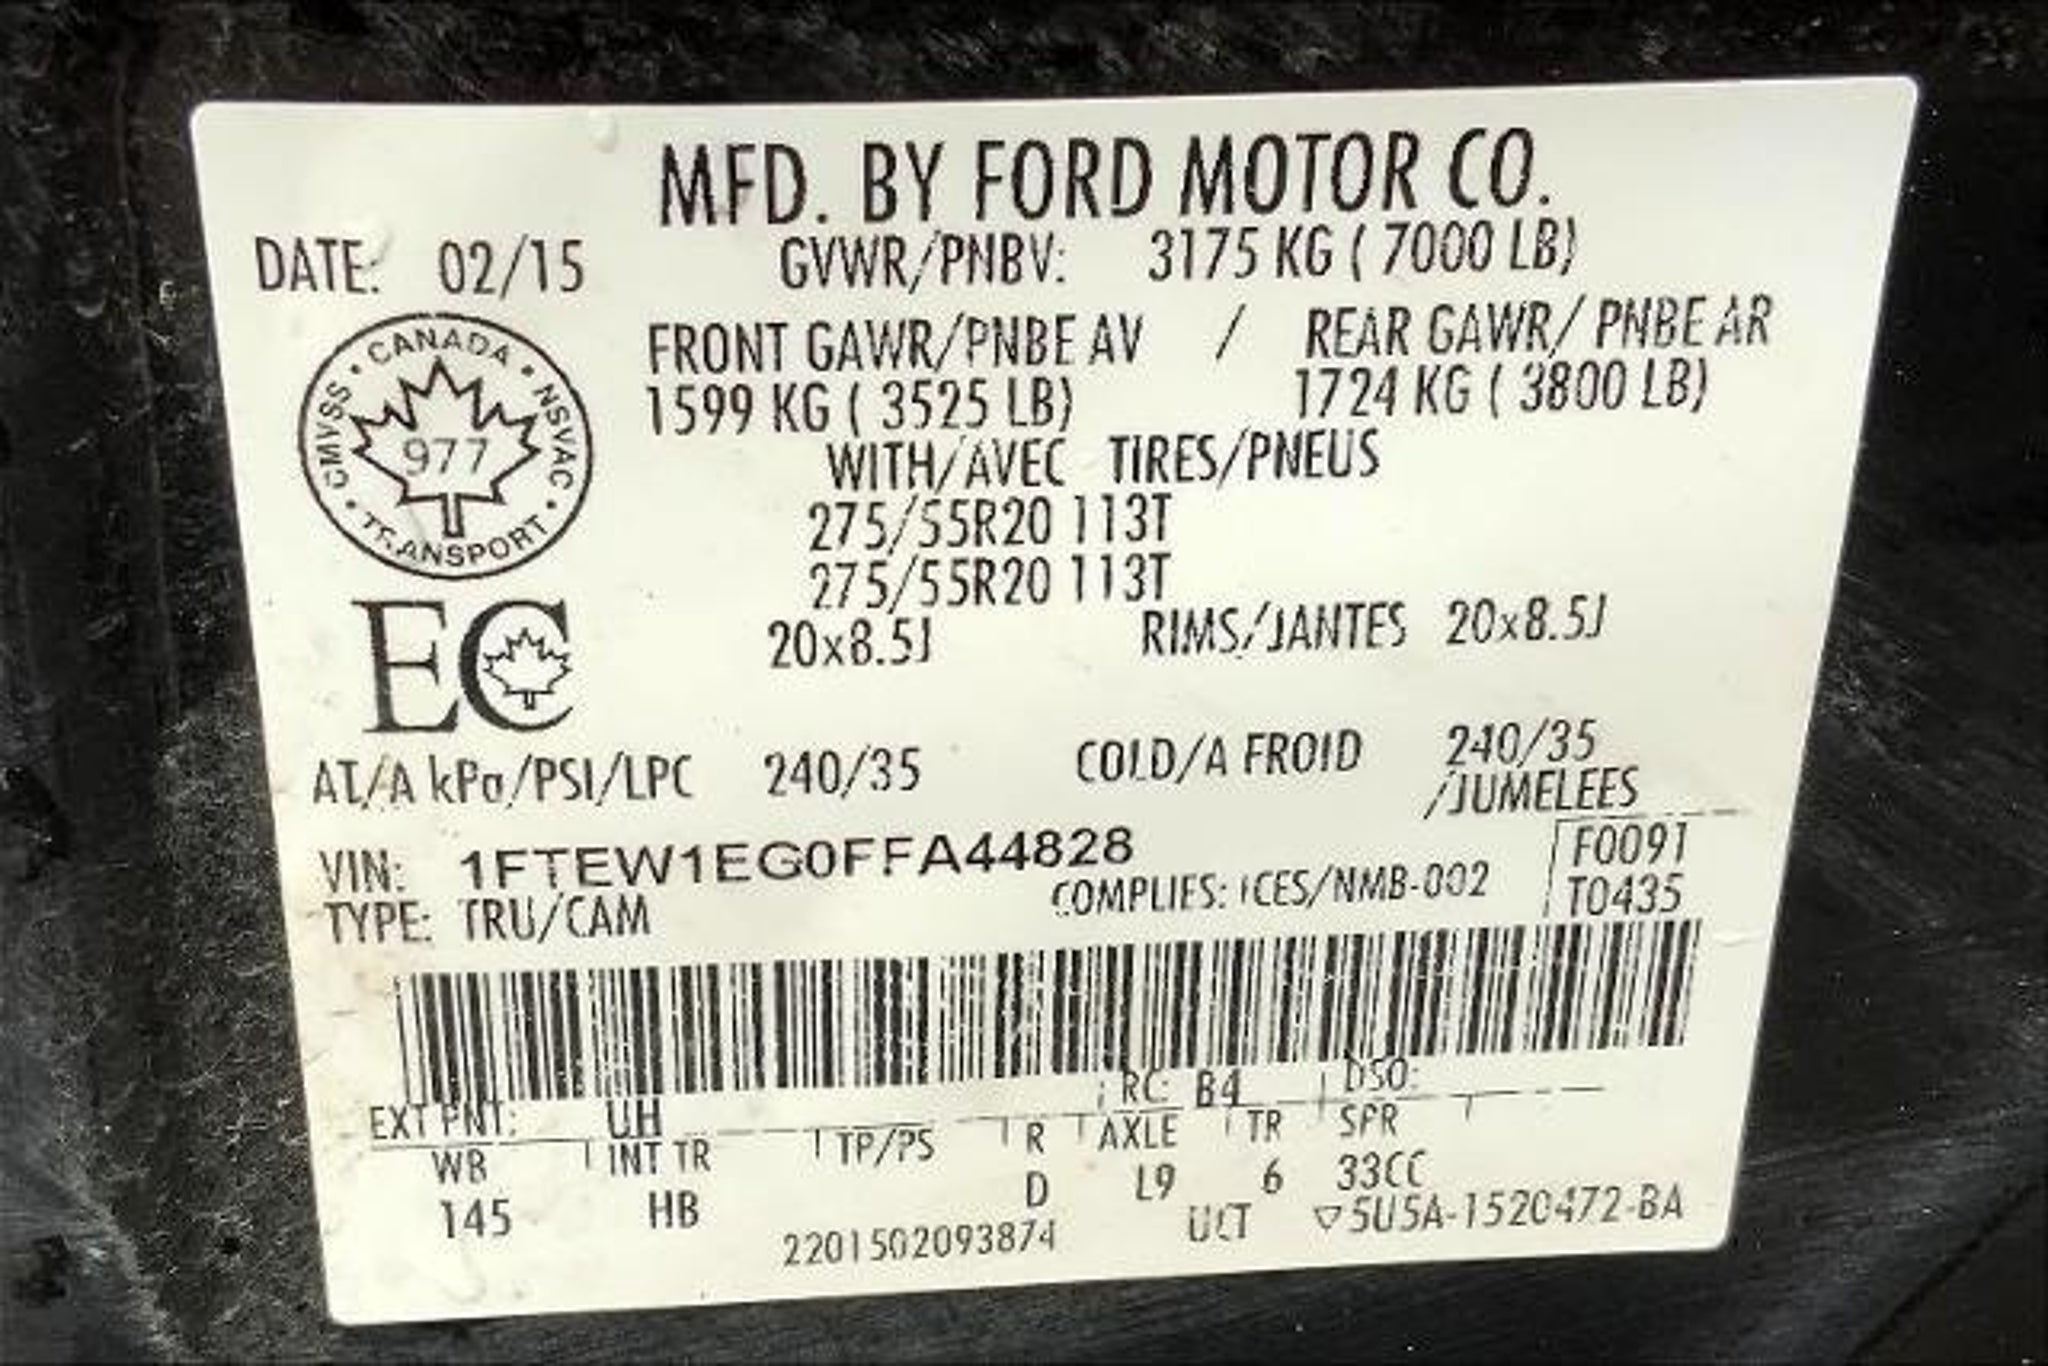 MFD. BY FORD MOTOR CO.
DATE: 02/15 GVWR/PNBV: 3175 KG ( 7000 LB)
FRONT GAWR/PNBE AV / REAR GAWR/ PNBE AR
1599 KG ( 3525 LB) 1724 KG ( 3800 LB)
WITH/AVEC TIRES/PNEUS
275/55R20 113T
275/55R20 113T
20x8.5J RIMS/JANTES 20x8.5J
CANADA • NSVAC • TRANSPORT • CMVSS •
977
EC
AT/A kPa/PSI/LPC 240/35 COLD/A FROID 240/35
/JUMELEES
VIN: 1FTEW1EG0FFA44828 F0091
TYPE: TRU/CAM COMPLIES: ICES/NMB-002 T0435
EXT PNT: UH RC: B4 DSO:
WB INT TR TP/PS R AXLE TR SPR
145 HB D L9 6 33CC
2201502093874 UCT ▽5U5A-1520472-BA